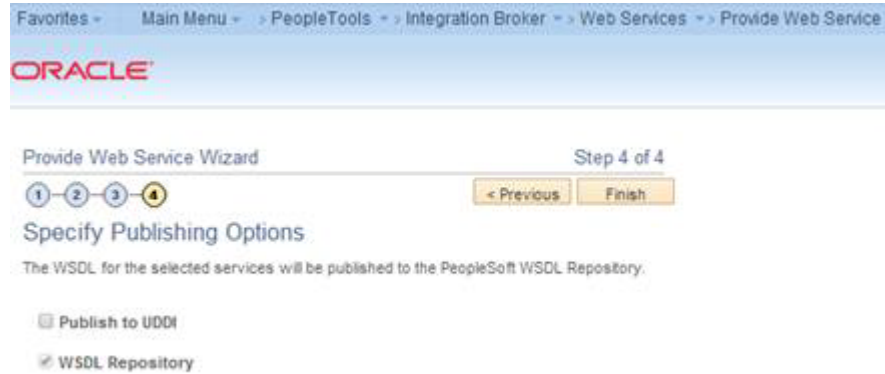 Favorites Main Menu > PeopleTools > Integration Broker > Web Services > Provide Web Service
ORACLE
Provide Web Service Wizard Step 4 of 4
1 2 3 4 < Previous Finish
Specify Publishing Options
The WSDL for the selected services will be published to the PeopleSoft WSDL Repository.
Publish to UDDI
WSDL Repository